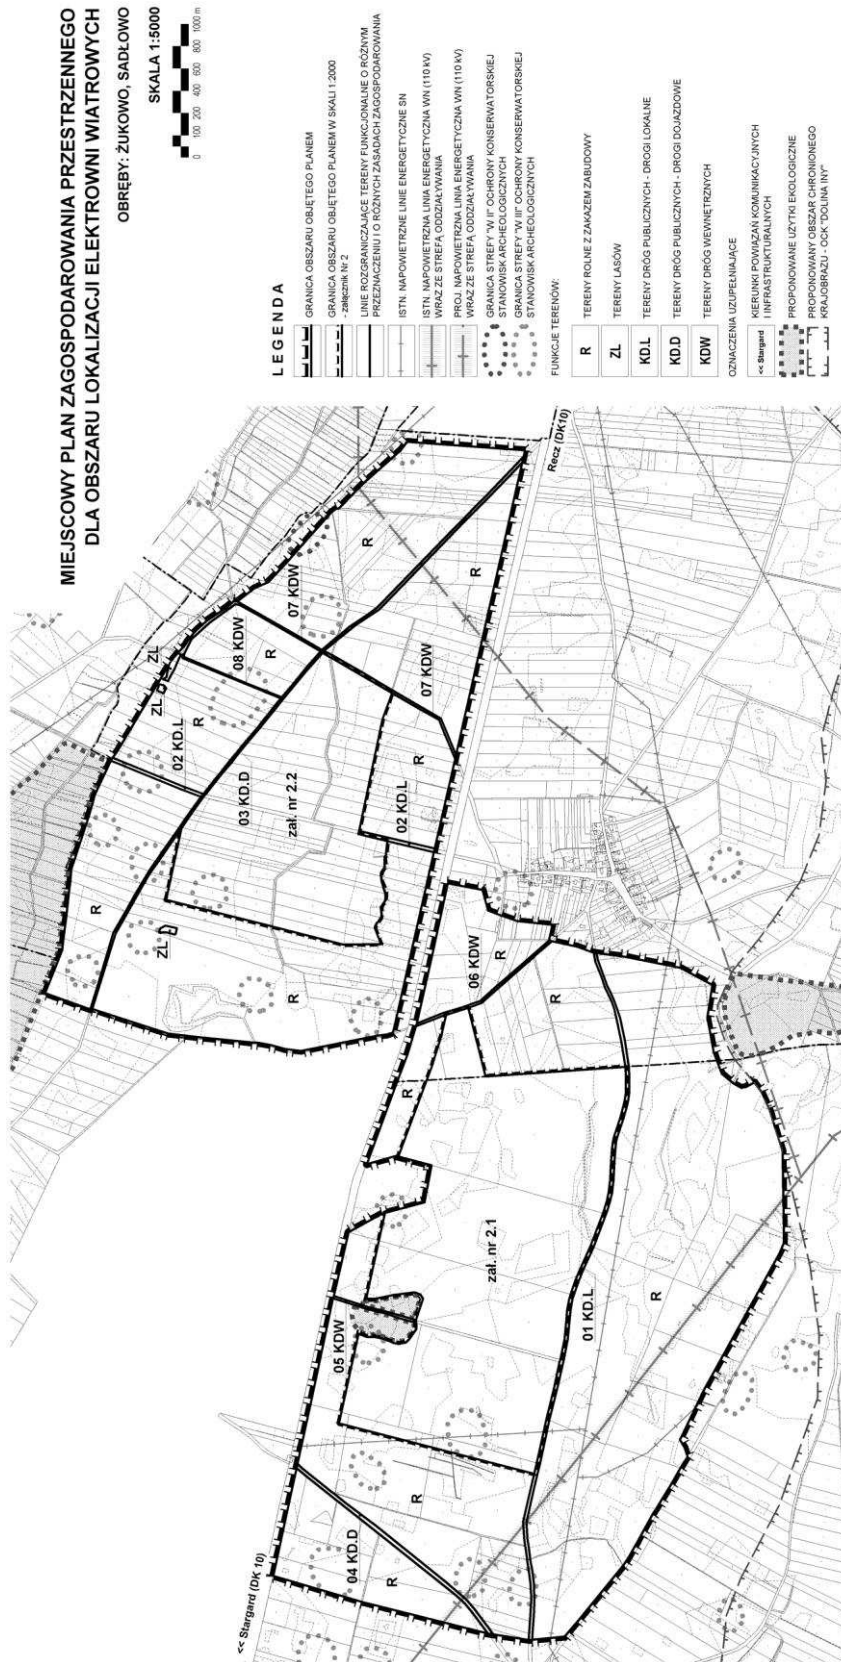 MIEJSCOWY PLAN ZAGOSPODAROWANIA PRZESTRZENNEGO
DLA OBSZARU LOKALIZACJI ELEKTROWNI WIATROWYCH
OBRĘBY: ŻUKOWO, SADŁOWO
SKALA 1:5000
0 100 200 400 600 800 1000 m
LEGENDA
GRANICA OBSZARU OBJĘTEGO PLANEM
GRANICA OBSZARU OBJĘTEGO PLANEM W SKALI 1:2000
- załącznik Nr 2
LINIE ROZGRANICZAJĄCE TERENY FUNKCJONALNE O RÓŻNYM
PRZEZNACZENIU I O RÓŻNYCH ZASADACH ZAGOSPODAROWANIA
ISTN. NAPOWIETRZNE LINIE ENERGETYCZNE SN
ISTN. NAPOWIETRZNA LINIA ENERGETYCZNA WN (110 kV)
WRAZ ZE STREFĄ ODDZIAŁYWANIA
PROJ. NAPOWIETRZNA LINIA ENERGETYCZNA WN (110 kV)
WRAZ ZE STREFĄ ODDZIAŁYWANIA
GRANICA STREFY "W II" OCHRONY KONSERWATORSKIEJ
STANOWISK ARCHEOLOGICZNYCH
GRANICA STREFY "W III" OCHRONY KONSERWATORSKIEJ
STANOWISK ARCHEOLOGICZNYCH
FUNKCJE TERENÓW:
R TERENY ROLNE Z ZAKAZEM ZABUDOWY
ZL TERENY LASÓW
KD.L TERENY DRÓG PUBLICZNYCH - DROGI LOKALNE
KD.D TERENY DRÓG PUBLICZNYCH - DROGI DOJAZDOWE
KDW TERENY DRÓG WEWNĘTRZNYCH
OZNACZENIA UZUPEŁNIAJĄCE
<< Stargard KIERUNKI POWIĄZAŃ KOMUNIKACYJNYCH
I INFRASTRUKTURALNYCH
PROPONOWANE UŻYTKI EKOLOGICZNE
PROPONOWANY OBSZAR CHRONIONEGO
KRAJOBRAZU - OCK "DOLINA INY"
<< Stargard (DK 10)
04 KD.D
R
R
05 KDW
01 KD.L
R
zał. nr 2.1
R
06 KDW
R
R
R
R
ZL
03 KD.D
zał. nr 2.2
02 KD.L
R
02 KD.L
R
ZL
ZL
08 KDW
R
07 KDW
R
07 KDW
R
Recz (DK10)